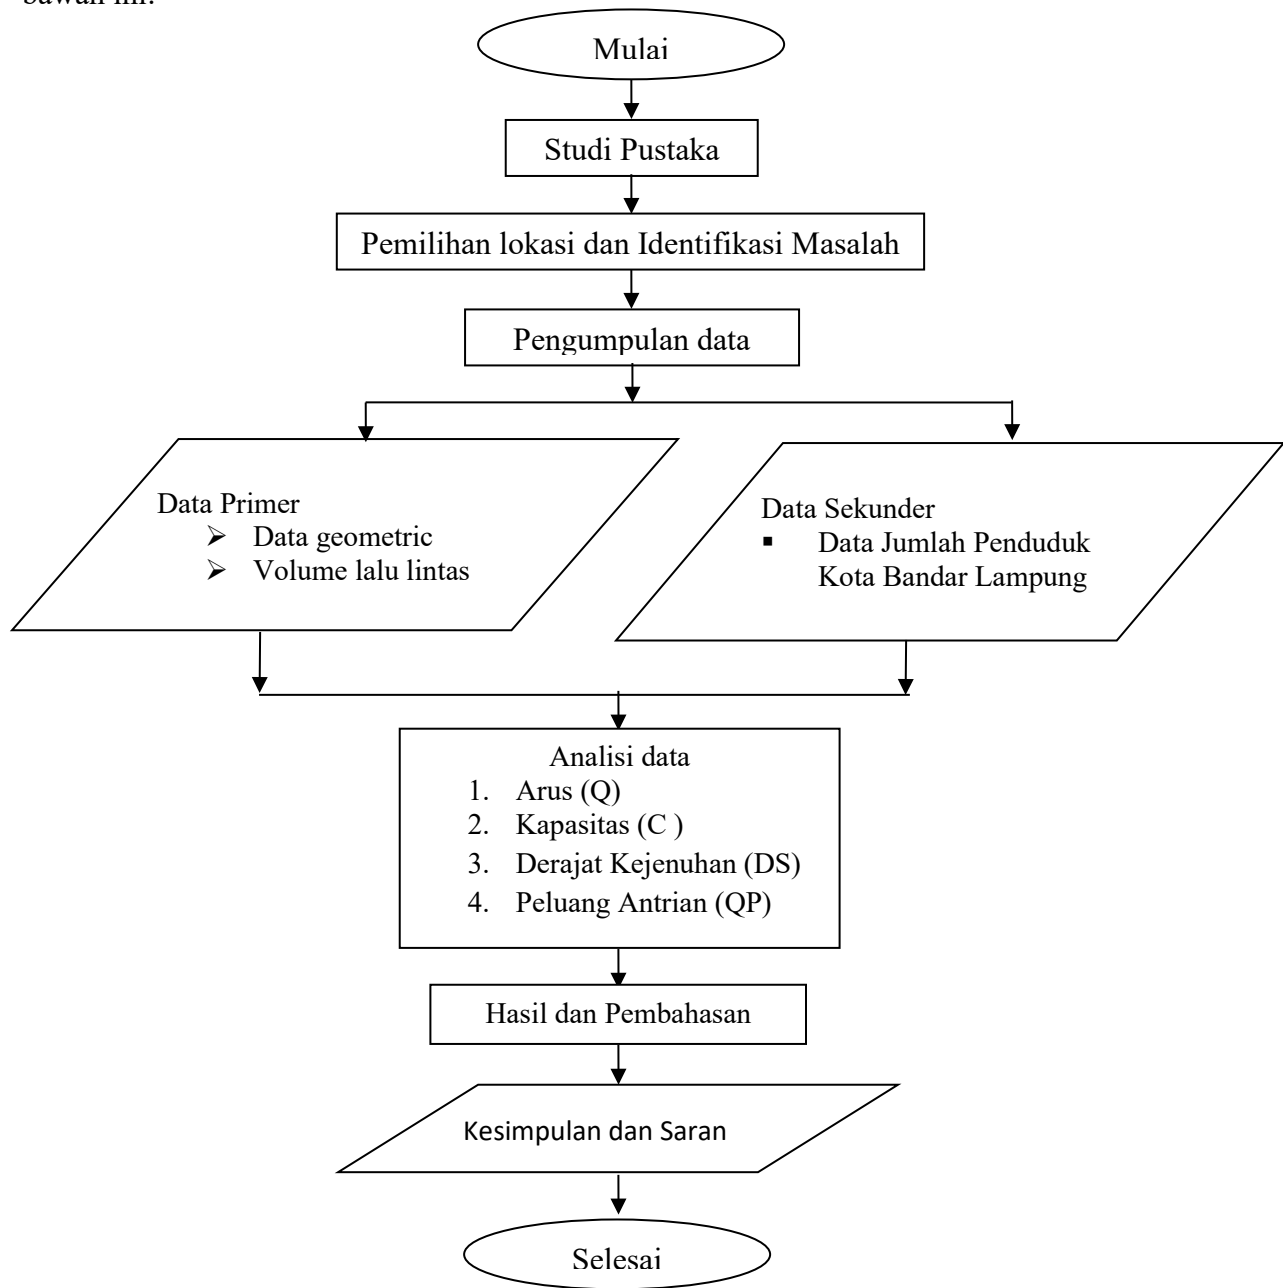 bawah ini:
Mulai
Studi Pustaka
Pemilihan lokasi dan Identifikasi Masalah
Pengumpulan data
Data Primer
➢ Data geometric
➢ Volume lalu lintas
Data Sekunder
▪ Data Jumlah Penduduk
Kota Bandar Lampung
Analisi data
1. Arus (Q)
2. Kapasitas (C )
3. Derajat Kejenuhan (DS)
4. Peluang Antrian (QP)
Hasil dan Pembahasan
Kesimpulan dan Saran
Selesai